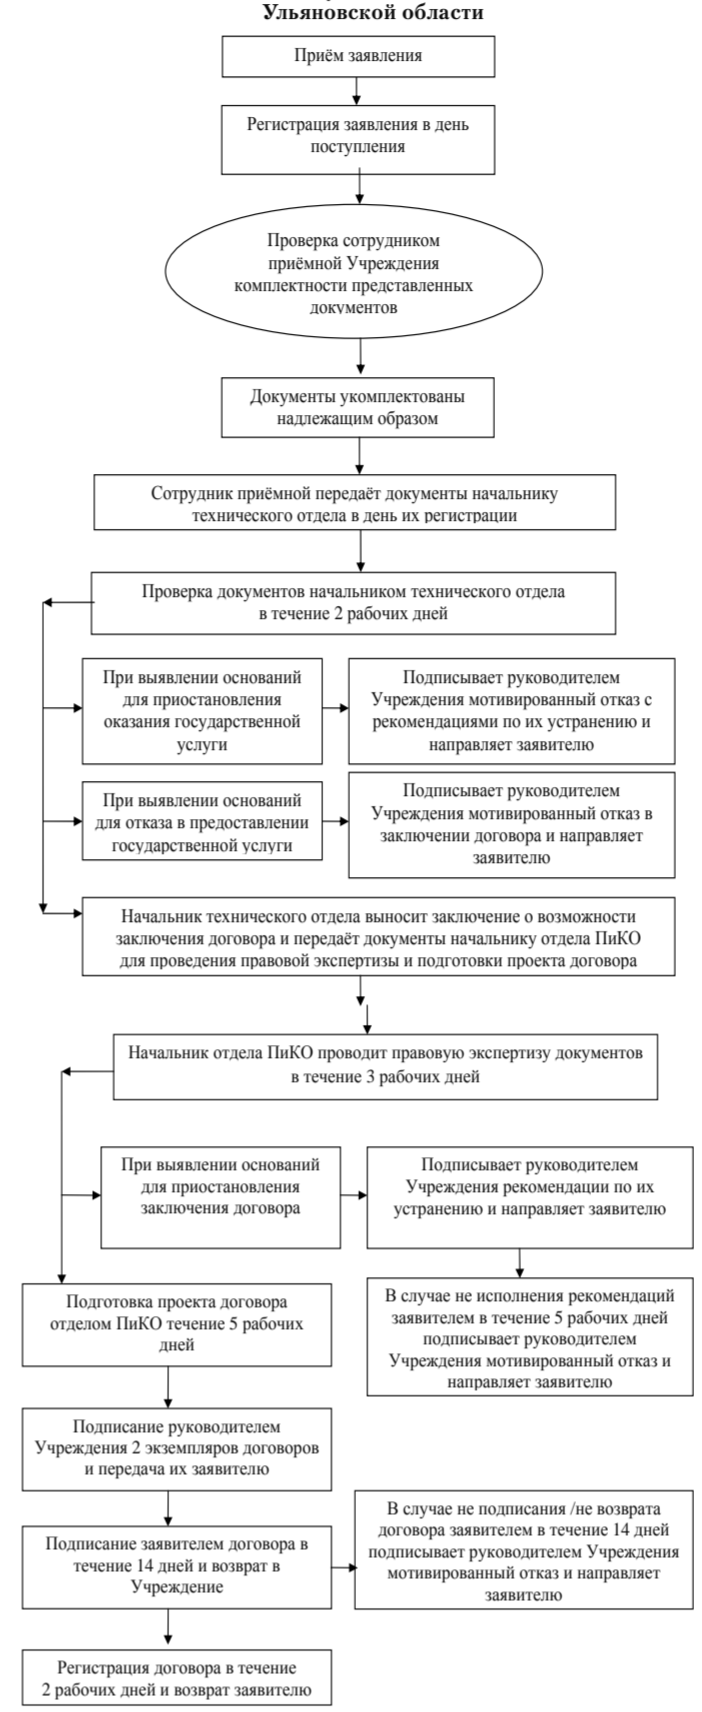 Ульяновской области
Приём заявления
Регистрация заявления в день
поступления
Проверка сотрудником
приёмной Учреждения
комплектности представленных
документов
Документы укомплектованы
надлежащим образом
Сотрудник приёмной передаёт документы начальнику
технического отдела в день их регистрации
Проверка документов начальником технического отдела
в течение 2 рабочих дней
При выявлении оснований
для приостановления
оказания государственной
услуги
Подписывает руководителем
Учреждения мотивированный отказ с
рекомендациями по их устранению и
направляет заявителю
При выявлении оснований
для отказа в предоставлении
государственной услуги
Подписывает руководителем
Учреждения мотивированный отказ в
заключении договора и направляет
заявителю
Начальник технического отдела выносит заключение о возможности
заключения договора и передаёт документы начальнику отдела ПиКО
для проведения правовой экспертизы и подготовки проекта договора
Начальник отдела ПиКО проводит правовую экспертизу документов
в течение 3 рабочих дней
При выявлении оснований
для приостановления
заключения договора
Подписывает руководителем
Учреждения рекомендации по их
устранению и направляет заявителю
Подготовка проекта договора
отделом ПиКО течение 5 рабочих
дней
В случае не исполнения рекомендаций
заявителем в течение 5 рабочих дней
подписывает руководителем
Учреждения мотивированный отказ и
направляет заявителю
Подписание руководителем
Учреждения 2 экземпляров договоров
и передача их заявителю
Подписание заявителем договора в
течение 14 дней и возврат в
Учреждение
В случае не подписания /не возврата
договора заявителем в течение 14 дней
подписывает руководителем Учреждения
мотивированный отказ и направляет
заявителю
Регистрация договора в течение
2 рабочих дней и возврат заявителю